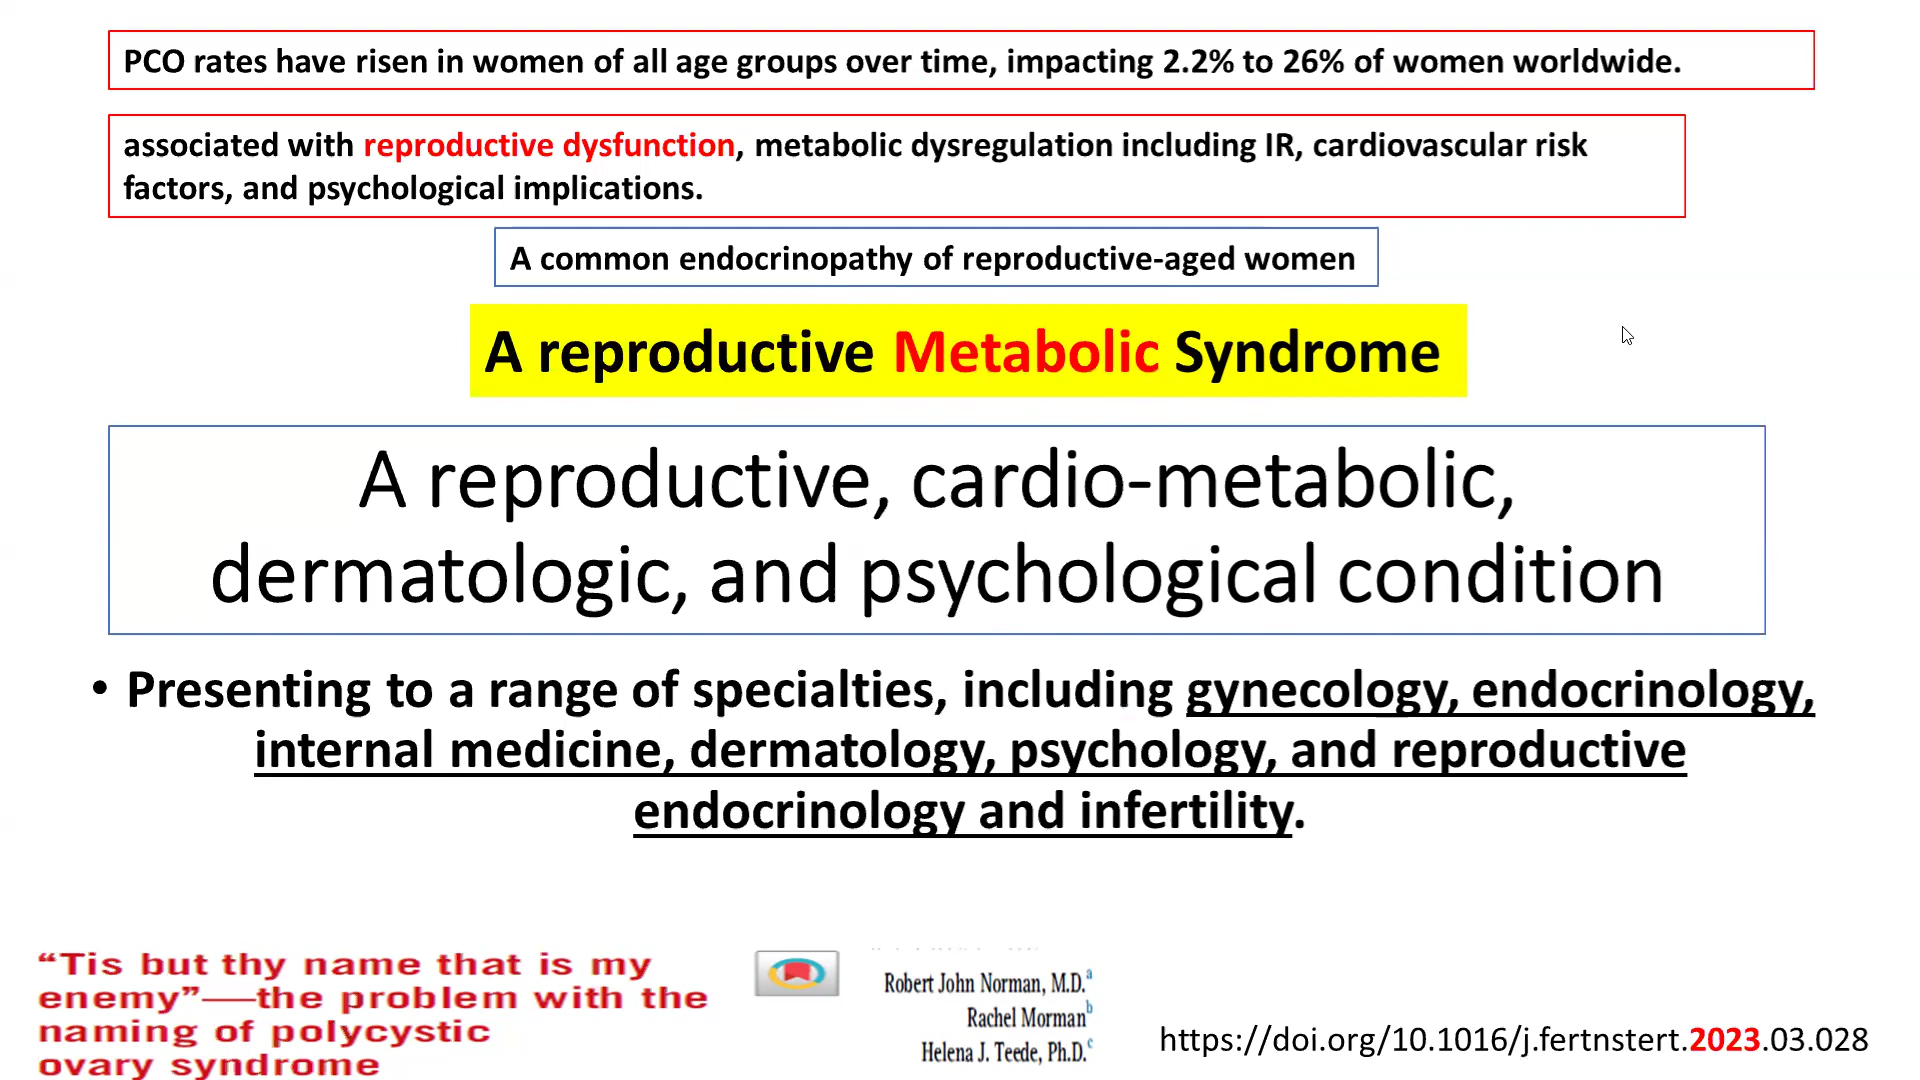 PCO rates have risen in women of all age groups over time, impacting 2.2% to 26% of women worldwide.
associated with reproductive dysfunction, metabolic dysregulation including IR, cardiovascular risk
factors, and psychological implications.
A common endocrinopathy of reproductive-aged women
A reproductive Metabolic Syndrome
A reproductive, cardio-metabolic,
dermatologic, and psychological condition
• Presenting to a range of specialties, including gynecology, endocrinology,
internal medicine, dermatology, psychology, and reproductive
endocrinology and infertility.
“Tis but thy name that is my
enemy”—the problem with the
naming of polycystic
ovary syndrome
Robert John Norman, M.D.a
Rachel Mormanb
Helena J. Teede, Ph.D.c
https://doi.org/10.1016/j.fertnstert.2023.03.028